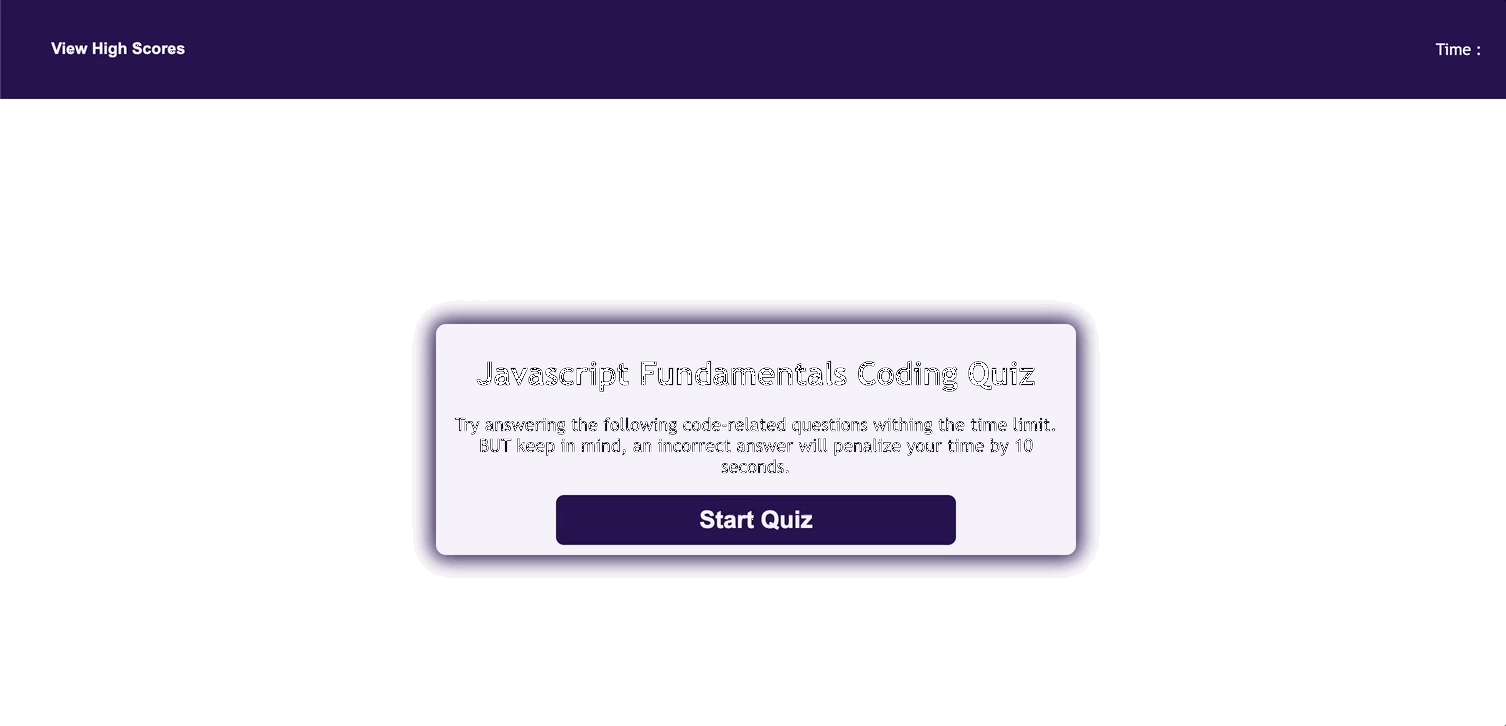 View High Scores
Time :
Javascript Fundamentals Coding Quiz
Try answering the following code-related questions withing the time limit.
BUT keep in mind, an incorrect answer will penalize your time by 10
seconds.
Start Quiz